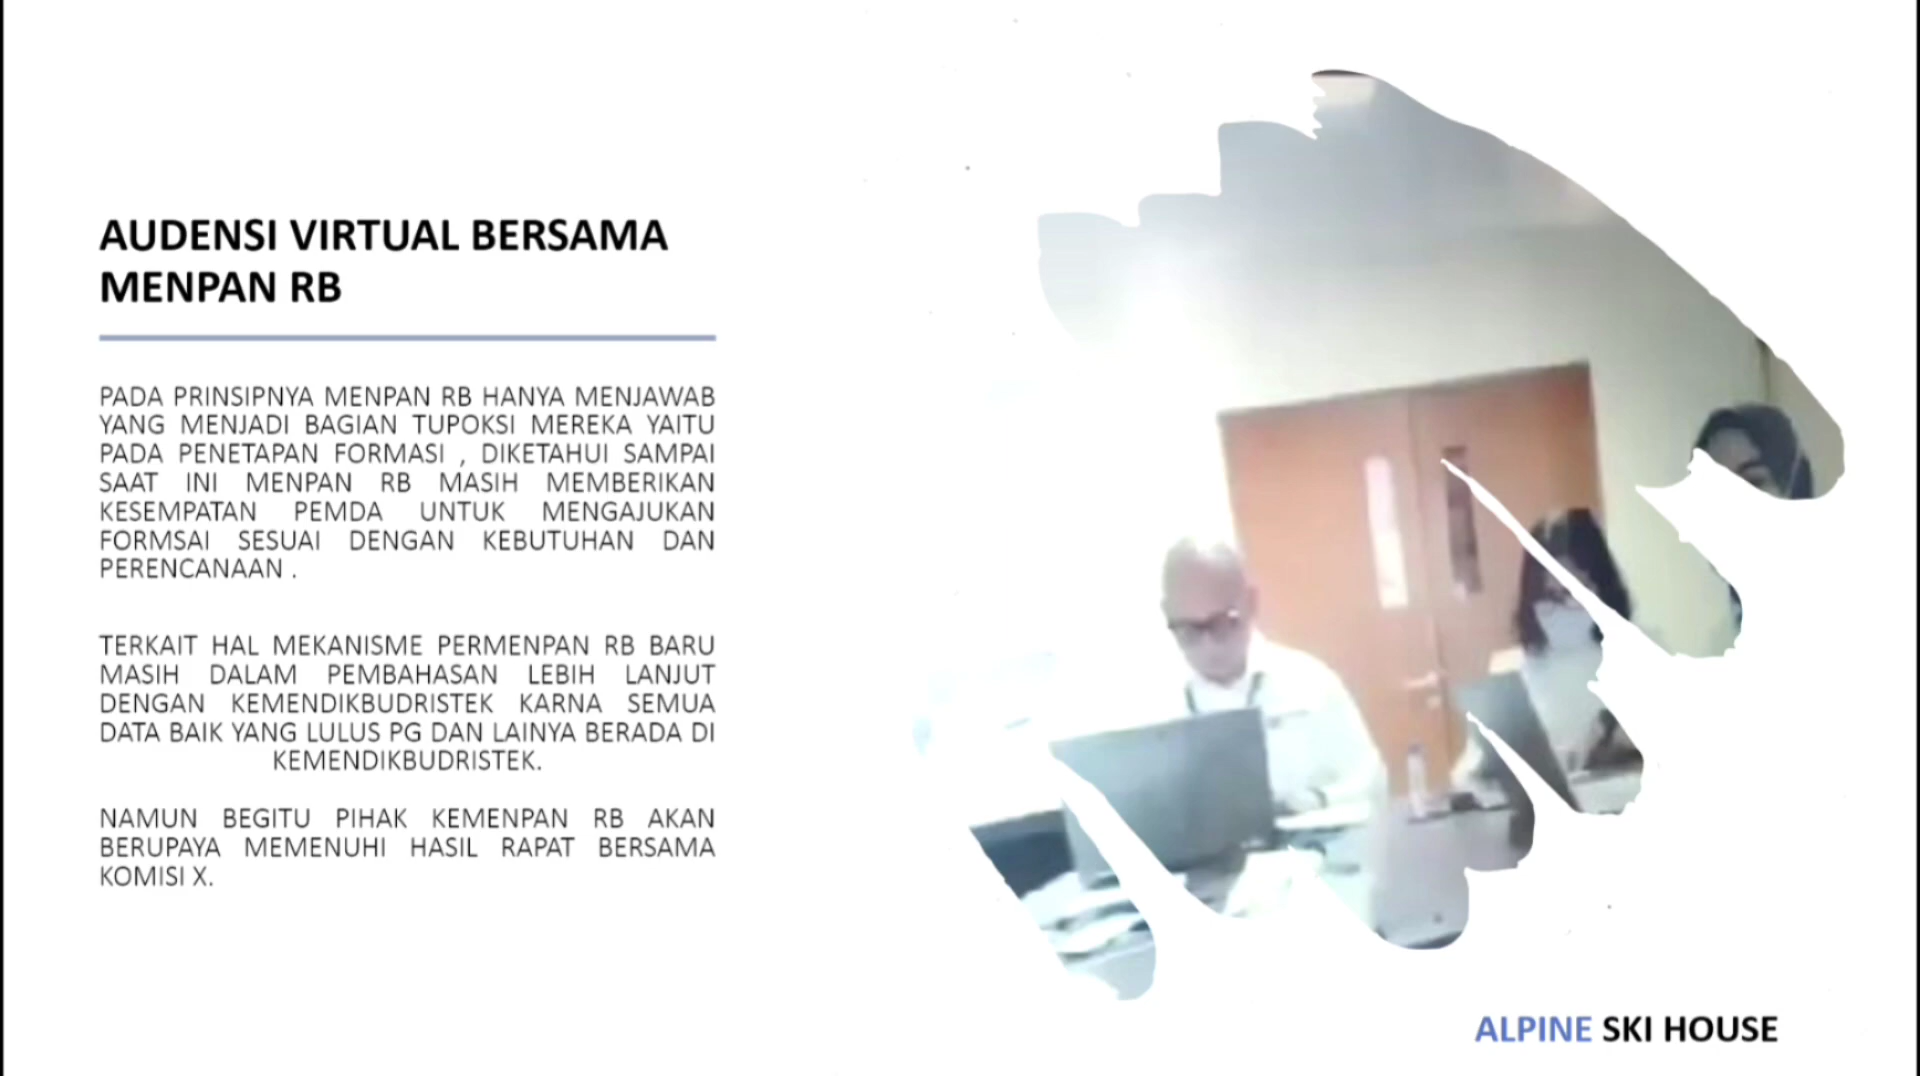 AUDENSI VIRTUAL BERSAMA
MENPAN RB
PADA PRINSIPNYA MENPAN RB HANYA MENJAWAB
YANG MENJADI BAGIAN TUPOKSI MEREKA YAITU
PADA PENETAPAN FORMASI , DIKETAHUI SAMPAI
SAAT INI MENPAN RB MASIH MEMBERIKAN
KESEMPATAN PEMDA UNTUK MENGAJUKAN
FORMSAI SESUAI DENGAN KEBUTUHAN DAN
PERENCANAAN .
TERKAIT HAL MEKANISME PERMENPAN RB BARU
MASIH DALAM PEMBAHASAN LEBIH LANJUT
DENGAN KEMENDIKBUDRISTEK KARNA SEMUA
DATA BAIK YANG LULUS PG DAN LAINYA BERADA DI
KEMENDIKBUDRISTEK.
NAMUN BEGITU PIHAK KEMENPAN RB AKAN
BERUPAYA MEMENUHI HASIL RAPAT BERSAMA
KOMISI X.
ALPINE SKI HOUSE